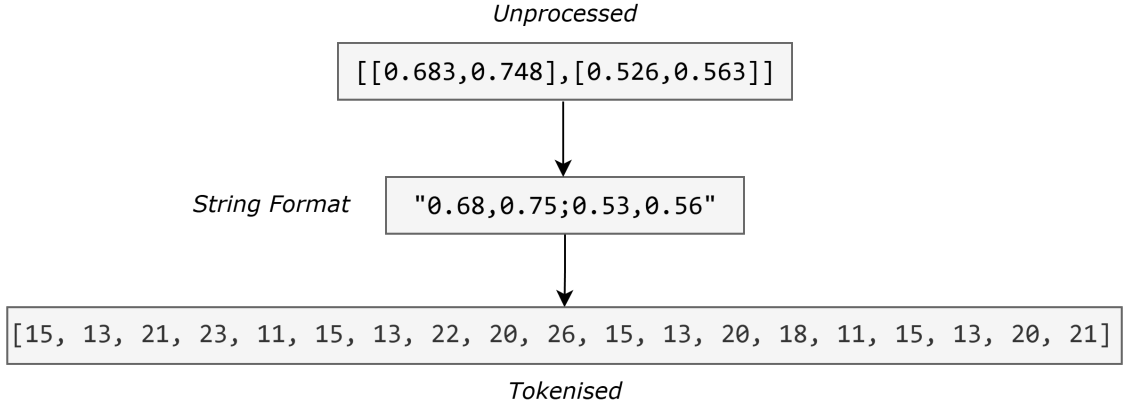 Unprocessed
[[0.683,0.748],[0.526,0.563]]
String Format
"0.68,0.75;0.53,0.56"
[15, 13, 21, 23, 11, 15, 13, 22, 20, 26, 15, 13, 20, 18, 11, 15, 13, 20, 21]
Tokenised